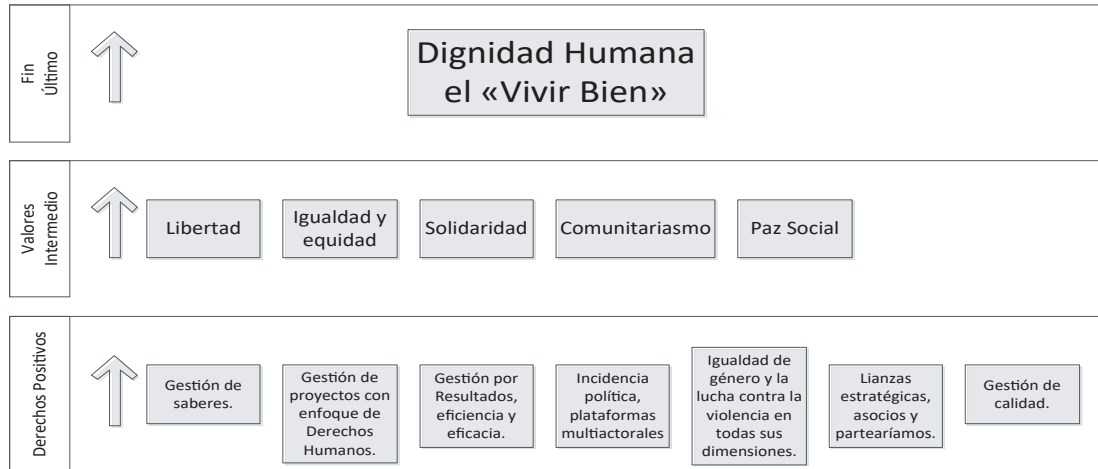 Fin
Último
Dignidad Humana
el «Vivir Bien»
Valores
Intermedio
Libertad
Igualdad y
equidad
Solidaridad
Comunitariasmo
Paz Social
Derechos Positivos
Gestión de
saberes.
Gestión de
proyectos con
enfoque de
Derechos
Humanos.
Gestión por
Resultados,
eficiencia y
eficacia.
Incidencia
política,
plataformas
multiactorales
Igualdad de
género y la
lucha contra la
violencia en
todas sus
dimensiones.
Lianzas
estratégicas,
asocios y
partearíamos.
Gestión de
calidad.